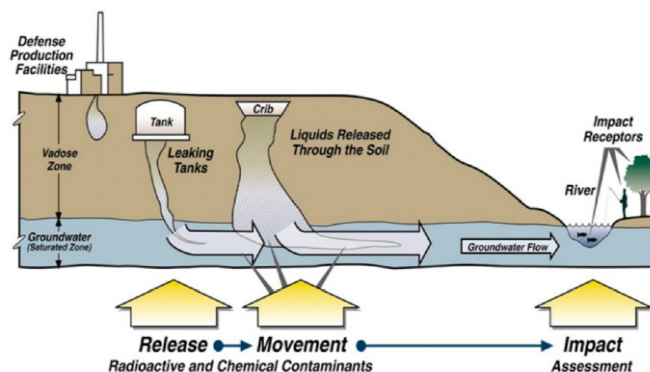 Defense
Production
Facilities
Tank
Crib
Leaking
Tanks
Liquids Released
Through the Soil
Impact
Receptors
River
Vadose
Zone
Groundwater
(Saturated Zone)
Groundwater Flow
Release Movement Impact
Radioactive and Chemical Contaminants Assessment